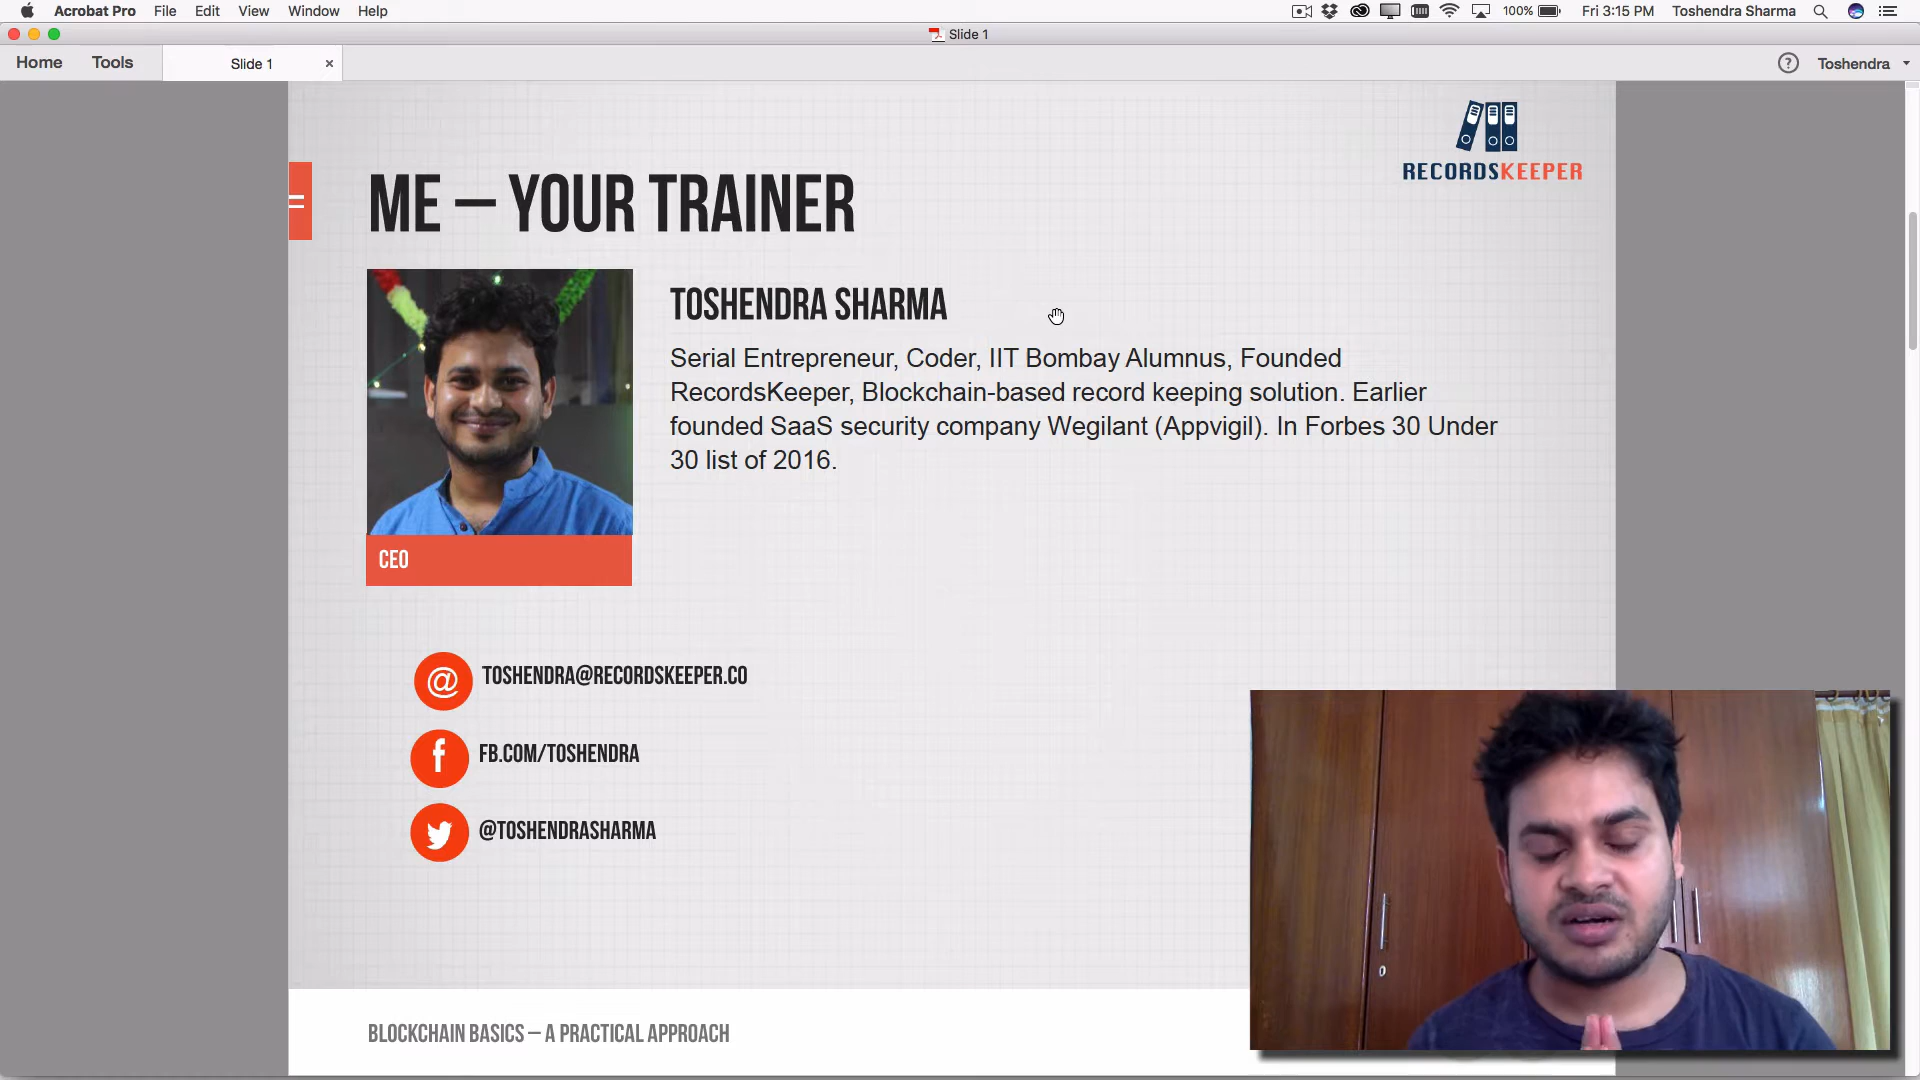 Acrobat Pro File Edit View Window Help
100% Fri 3:15 PM Toshendra Sharma
Slide 1
Home Tools Slide 1 × ? Toshendra
RECORDSKEEPER
=
ME – YOUR TRAINER
TOSHENDRA SHARMA
Serial Entrepreneur, Coder, IIT Bombay Alumnus, Founded
RecordsKeeper, Blockchain-based record keeping solution. Earlier
founded SaaS security company Wegilant (Appvigil). In Forbes 30 Under
30 list of 2016.
CEO
@ TOSHENDRA@RECORDSKEEPER.CO
f FB.COM/TOSHENDRA
@TOSHENDRASHARMA
BLOCKCHAIN BASICS – A PRACTICAL APPROACH